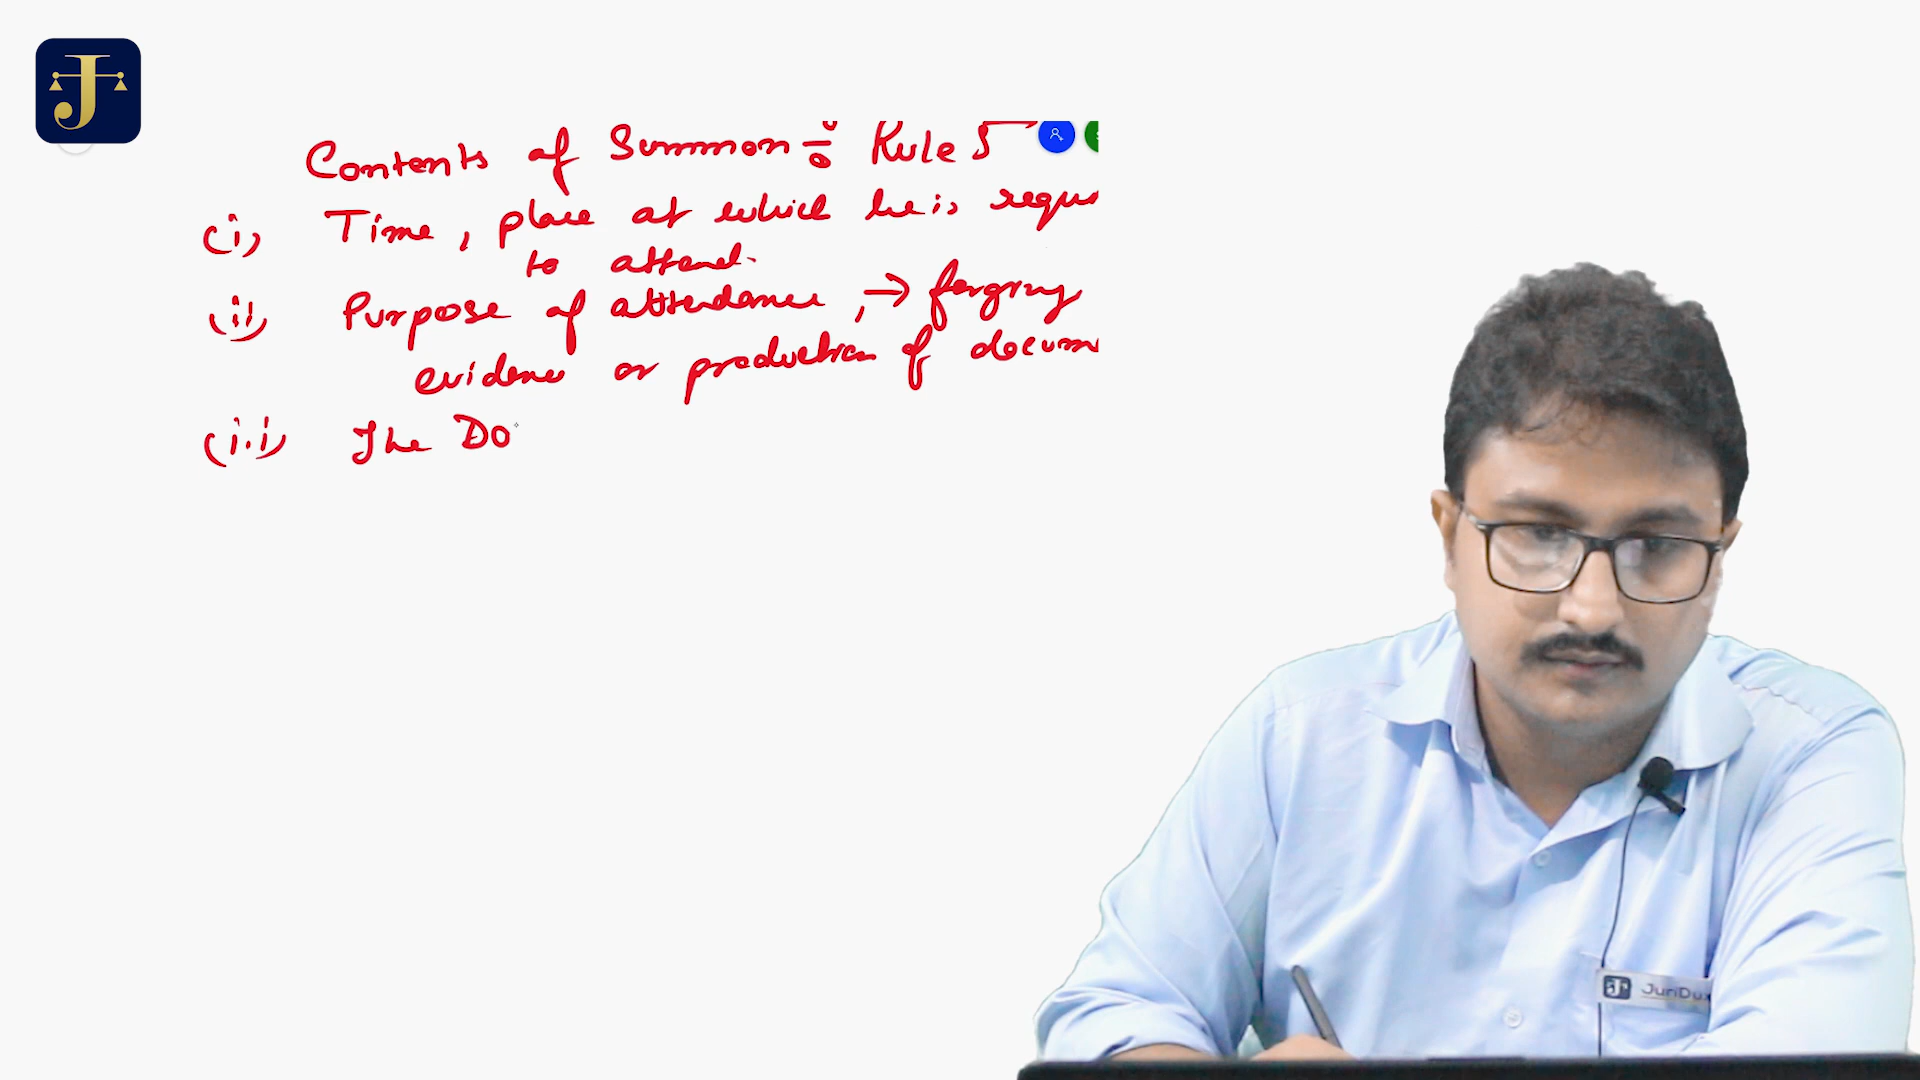 J
Contents of Summon :- Rule 5
(i) Time, place at which he is requ
to attend.
(ii) Purpose of attendance, →
evidence or production of docum
(iii) The Do
JuriDux